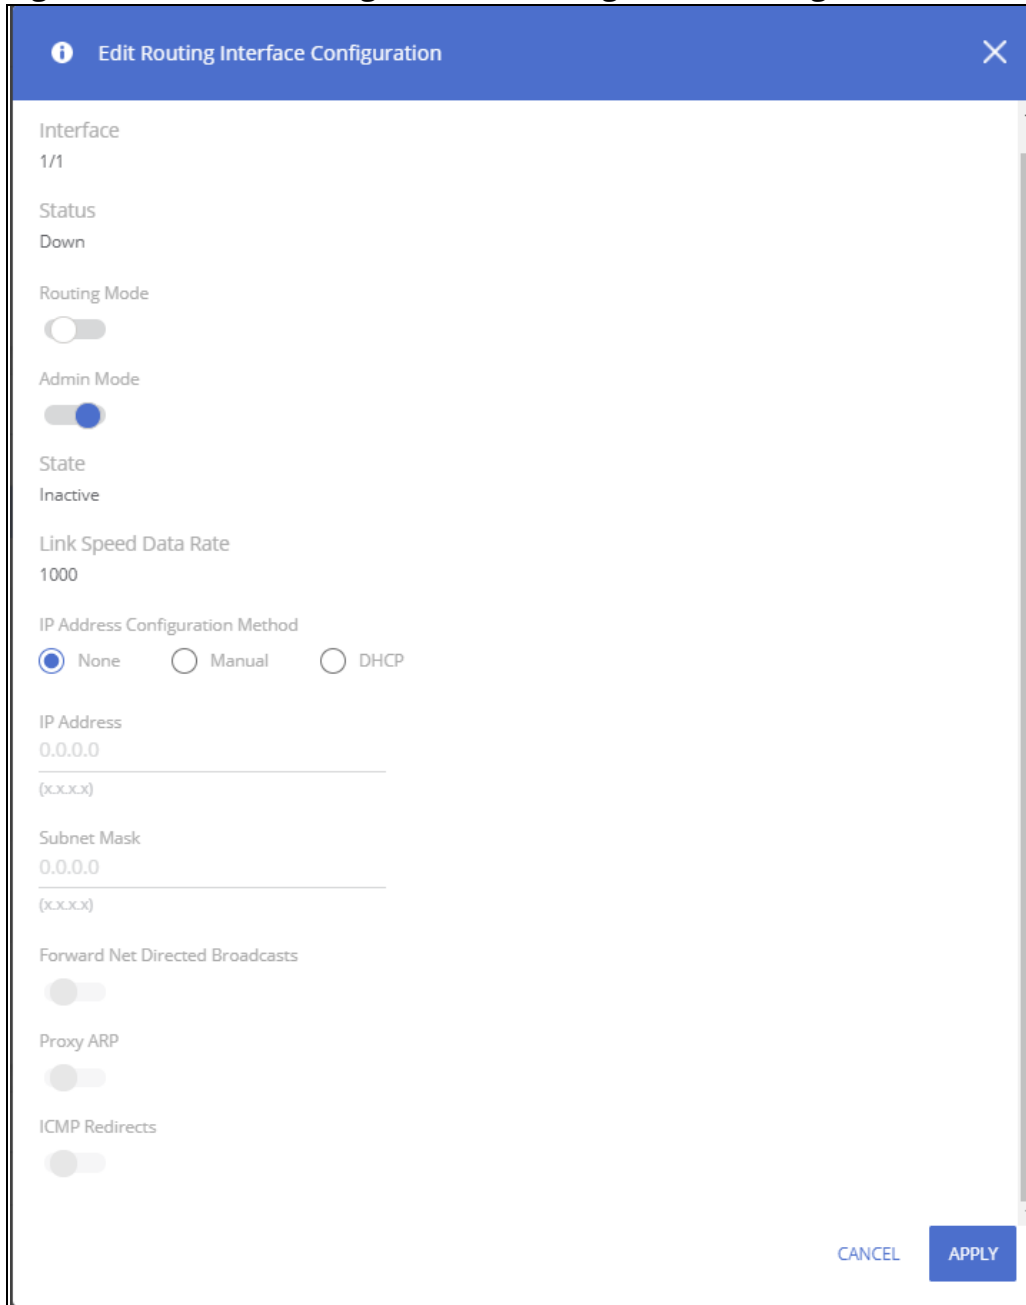 Edit Routing Interface Configuration
Interface
1/1
Status
Down
Routing Mode
Admin Mode
State
Inactive
Link Speed Data Rate
1000
IP Address Configuration Method
None Manual DHCP
IP Address
0.0.0.0
(x.x.x.x)
Subnet Mask
0.0.0.0
(x.x.x.x)
Forward Net Directed Broadcasts
Proxy ARP
ICMP Redirects
CANCEL APPLY